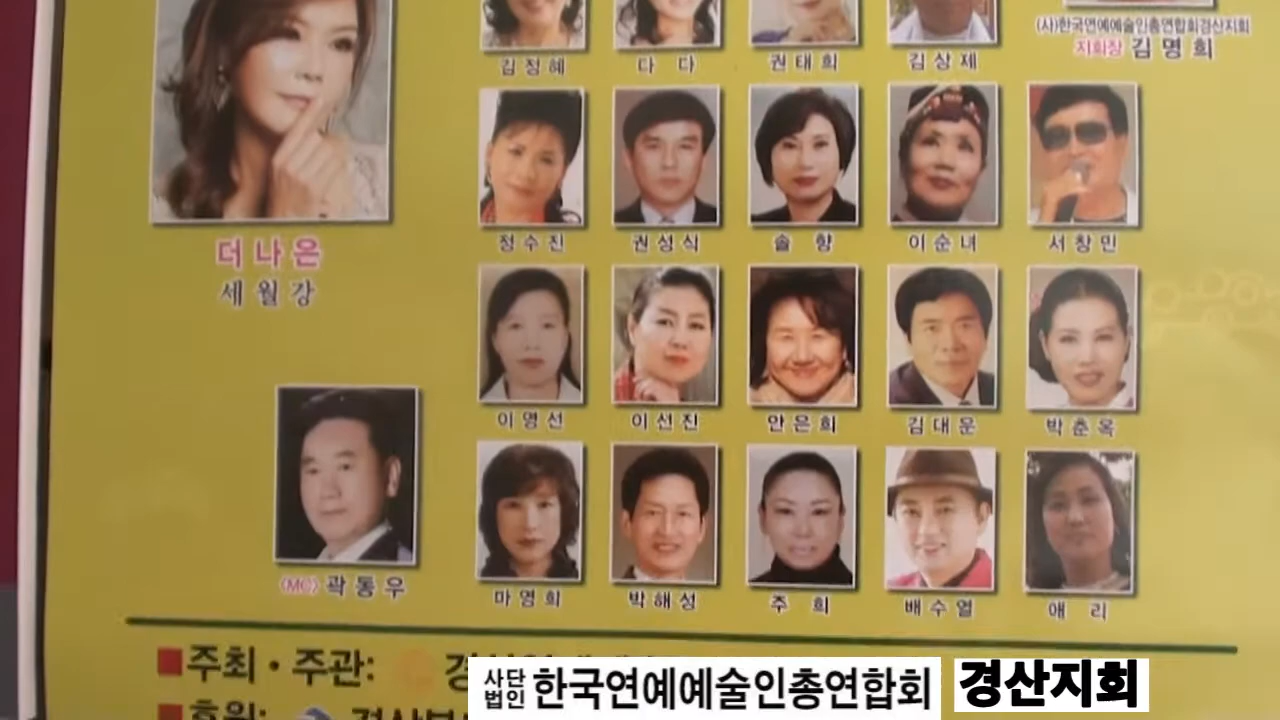 김정혜 다 다 권태희 김상제
(사)한국연예예술인총연합회경산지회
지회장 김명희
정수진 권성식 솔 향 이순녀 서창민
더나은
세월강
이영선 이선진 안은희 김대운 박춘옥
(MC) 곽동우
마영희 박해성 주 희 배수열 애 리
주최·주관:
사단법인 한국연예예술인총연합회 경산지회
후원: